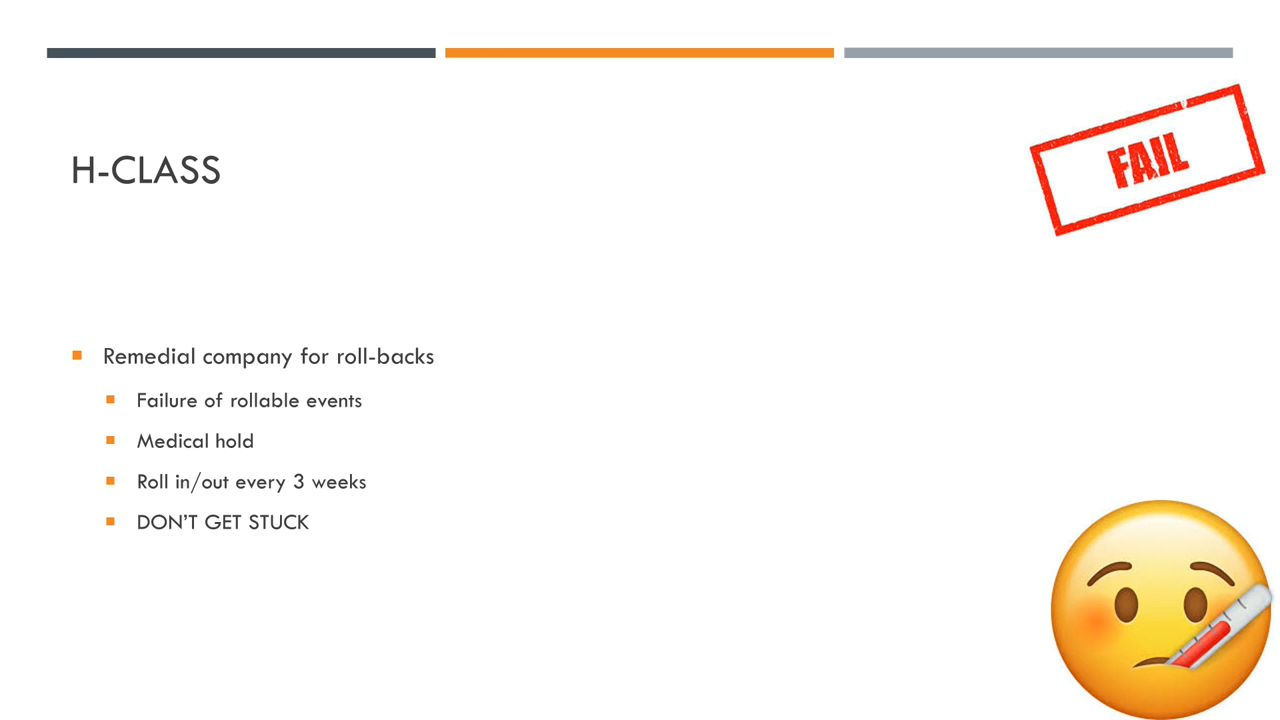 H-CLASS
FAIL
Remedial company for roll-backs
Failure of rollable events
Medical hold
Roll in/out every 3 weeks
DON’T GET STUCK